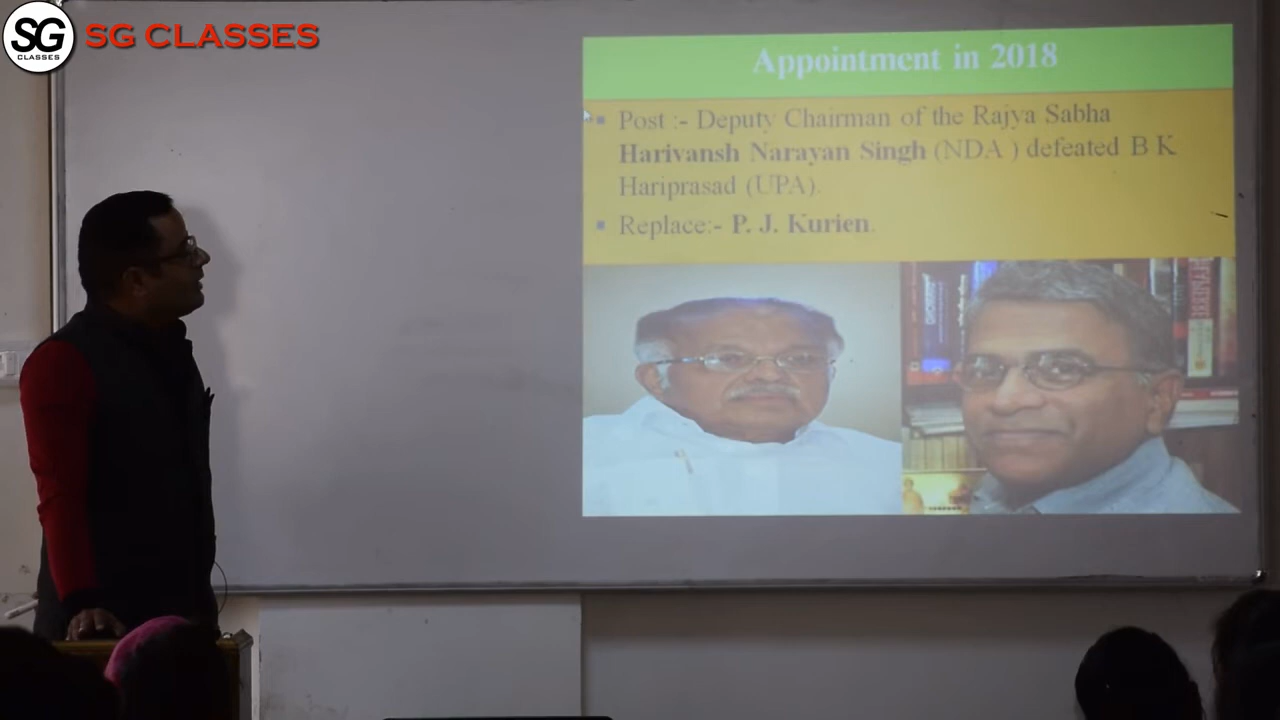 SG
CLASSES
SG CLASSES
Appointment in 2018
▪ Post :- Deputy Chairman of the Rajya Sabha
Harivansh Narayan Singh (NDA ) defeated B K
Hariprasad (UPA).
▪ Replace:- P. J. Kurien.